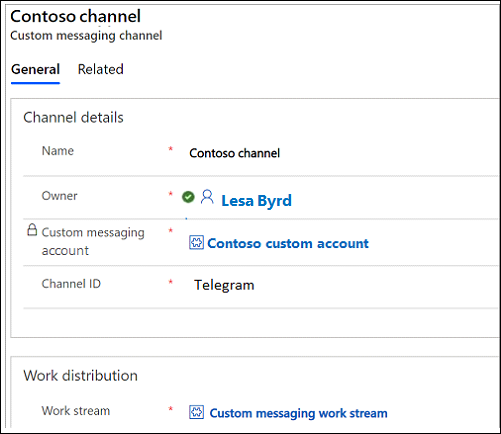 Contoso channel
Custom messaging channel
General Related
Channel details
Name * Contoso channel
Owner * Lesa Byrd
Custom messaging account * Contoso custom account
Channel ID * Telegram
Work distribution
Work stream * Custom messaging work stream